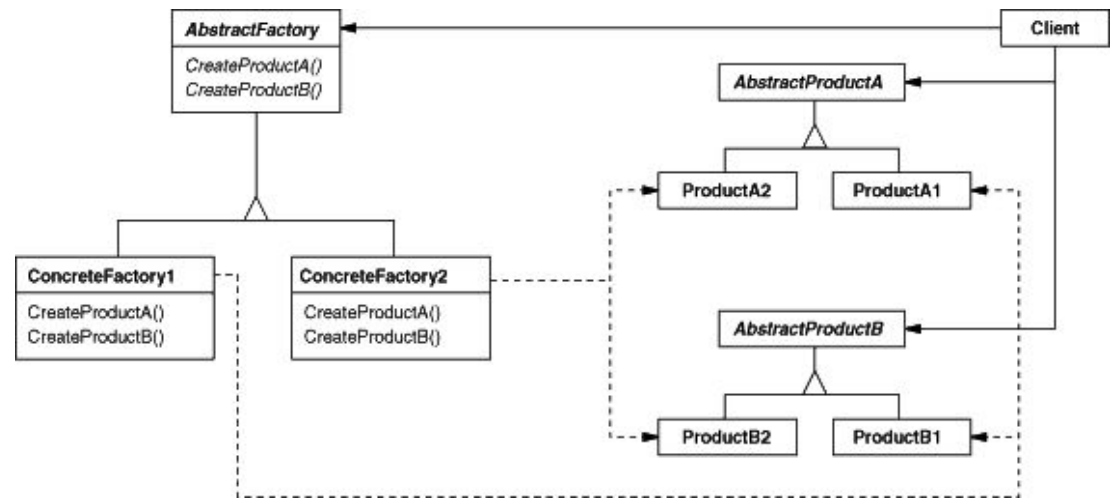 AbstractFactory
CreateProductA()
CreateProductB()
Client
AbstractProductA
ProductA2
ProductA1
ConcreteFactory1
CreateProductA()
CreateProductB()
ConcreteFactory2
CreateProductA()
CreateProductB()
AbstractProductB
ProductB2
ProductB1